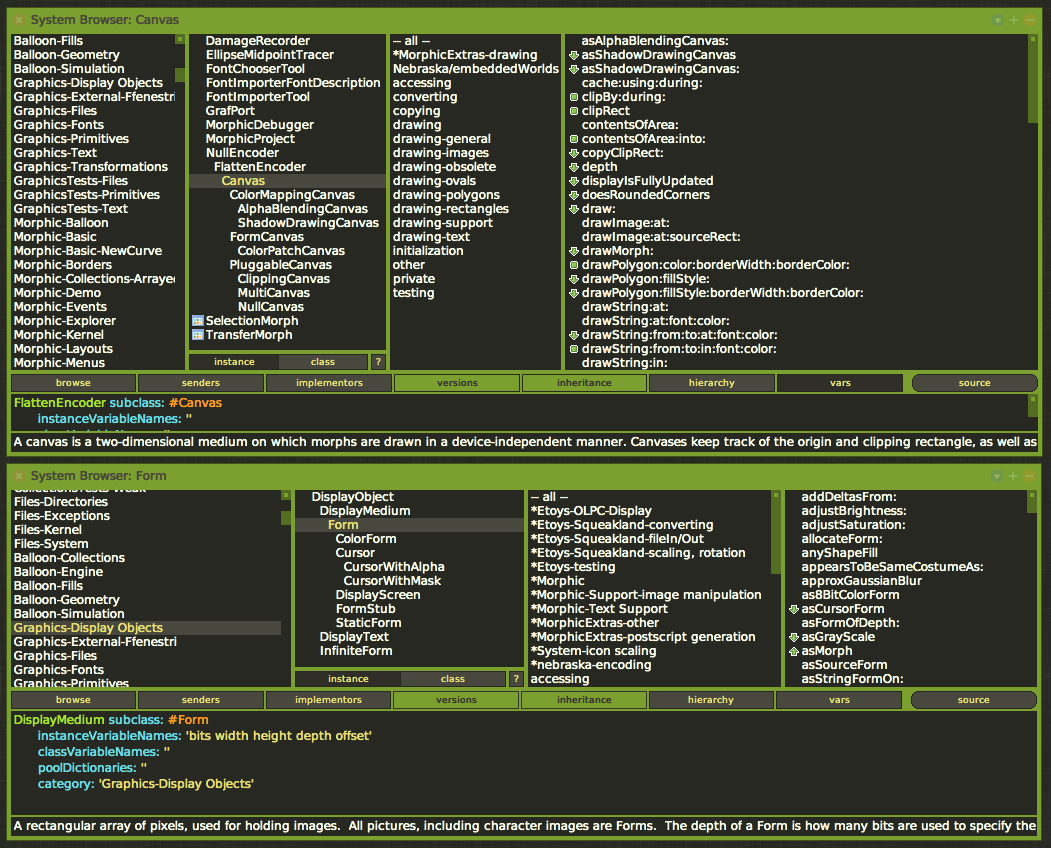 System Browser: Canvas
Balloon-Fills
Balloon-Geometry
Balloon-Simulation
Graphics-Display Objects
Graphics-External-Ffenestri
Graphics-Files
Graphics-Fonts
Graphics-Primitives
Graphics-Text
Graphics-Transformations
GraphicsTests-Files
GraphicsTests-Primitives
GraphicsTests-Text
Morphic-Balloon
Morphic-Basic
Morphic-Basic-NewCurve
Morphic-Borders
Morphic-Collections-Arraye
Morphic-Demo
Morphic-Events
Morphic-Explorer
Morphic-Kernel
Morphic-Layouts
Morphic-Menus
DamageRecorder
EllipseMidpointTracer
FontChooserTool
FontImporterFontDescription
FontImporterTool
GrafPort
MorphicDebugger
MorphicProject
NullEncoder
FlattenEncoder
Canvas
ColorMappingCanvas
AlphaBlendingCanvas
ShadowDrawingCanvas
FormCanvas
ColorPatchCanvas
PluggableCanvas
ClippingCanvas
MultiCanvas
NullCanvas
SelectionMorph
TransferMorph
instance class ?
-- all --
*MorphicExtras-drawing
Nebraska/embeddedWorlds
accessing
converting
copying
drawing
drawing-general
drawing-images
drawing-obsolete
drawing-ovals
drawing-polygons
drawing-rectangles
drawing-support
drawing-text
initialization
other
private
testing
asAlphaBlendingCanvas:
asShadowDrawingCanvas
asShadowDrawingCanvas:
cache:using:during:
clipBy:during:
clipRect
contentsOfArea:
contentsOfArea:into:
copyClipRect:
depth
displayIsFullyUpdated
doesRoundedCorners
draw:
drawImage:at:
drawImage:at:sourceRect:
drawMorph:
drawPolygon:color:borderWidth:borderColor:
drawPolygon:fillStyle:
drawPolygon:fillStyle:borderWidth:borderColor:
drawString:at:
drawString:at:font:color:
drawString:from:to:at:font:color:
drawString:from:to:in:font:color:
drawString:in:
browse senders implementors versions inheritance hierarchy vars source
FlattenEncoder subclass: #Canvas
instanceVariableNames: ''
A canvas is a two-dimensional medium on which morphs are drawn in a device-independent manner. Canvases keep track of the origin and clipping rectangle, as well as
System Browser: Form
CollectionsTests-Weak
Files-Directories
Files-Exceptions
Files-Kernel
Files-System
Balloon-Collections
Balloon-Engine
Balloon-Fills
Balloon-Geometry
Balloon-Simulation
Graphics-Display Objects
Graphics-External-Ffenestri
Graphics-Files
Graphics-Fonts
Graphics-Primitives
DisplayObject
DisplayMedium
Form
ColorForm
Cursor
CursorWithAlpha
CursorWithMask
DisplayScreen
FormStub
StaticForm
DisplayText
InfiniteForm
instance class ?
-- all --
*Etoys-OLPC-Display
*Etoys-Squeakland-converting
*Etoys-Squeakland-fileIn/Out
*Etoys-Squeakland-scaling, rotation
*Etoys-testing
*Morphic
*Morphic-Support-image manipulation
*Morphic-Text Support
*MorphicExtras-other
*MorphicExtras-postscript generation
*System-icon scaling
*nebraska-encoding
accessing
addDeltasFrom:
adjustBrightness:
adjustSaturation:
allocateForm:
anyShapeFill
appearsToBeSameCostumeAs:
approxGaussianBlur
as8BitColorForm
asCursorForm
asFormOfDepth:
asGrayScale
asMorph
asSourceForm
asStringFormOn:
browse senders implementors versions inheritance hierarchy vars source
DisplayMedium subclass: #Form
instanceVariableNames: 'bits width height depth offset'
classVariableNames: ''
poolDictionaries: ''
category: 'Graphics-Display Objects'
A rectangular array of pixels, used for holding images. All pictures, including character images are Forms. The depth of a Form is how many bits are used to specify the